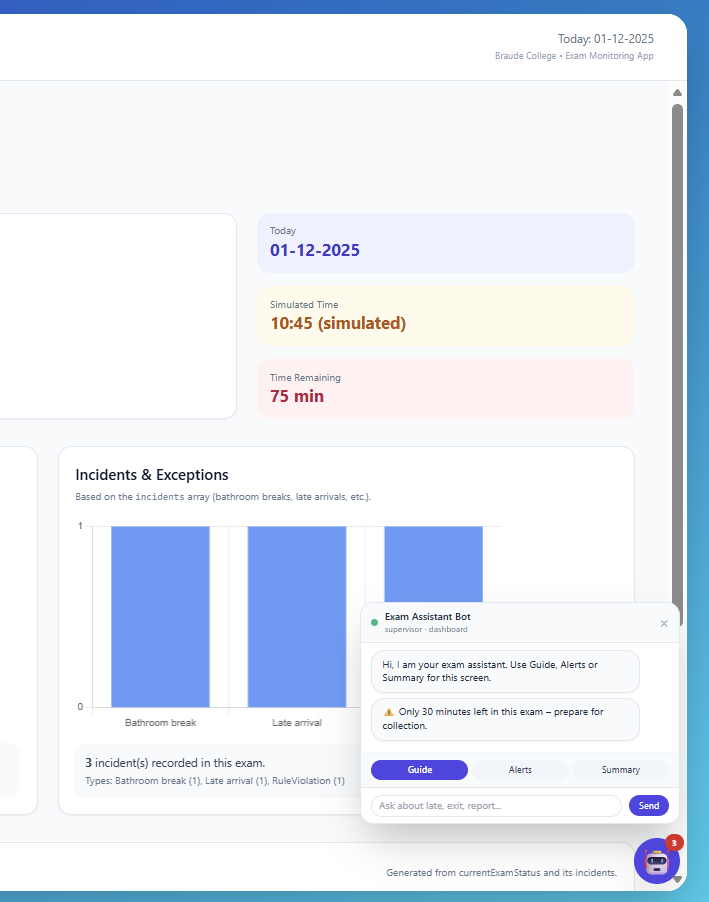 Today: 01-12-2025
Braude College • Exam Monitoring App
Today
01-12-2025
Simulated Time
10:45 (simulated)
Time Remaining
75 min
Incidents & Exceptions
Based on the incidents array (bathroom breaks, late arrivals, etc.).
1
0
Bathroom break
Late arrival
3 incident(s) recorded in this exam.
Types: Bathroom break (1), Late arrival (1), RuleViolation (1)
Exam Assistant Bot
supervisor · dashboard
×
Hi, I am your exam assistant. Use Guide, Alerts or
Summary for this screen.
⚠️ Only 30 minutes left in this exam – prepare for
collection.
Guide
Alerts
Summary
Ask about late, exit, report...
Send
3
Generated from currentExamStatus and its incidents.